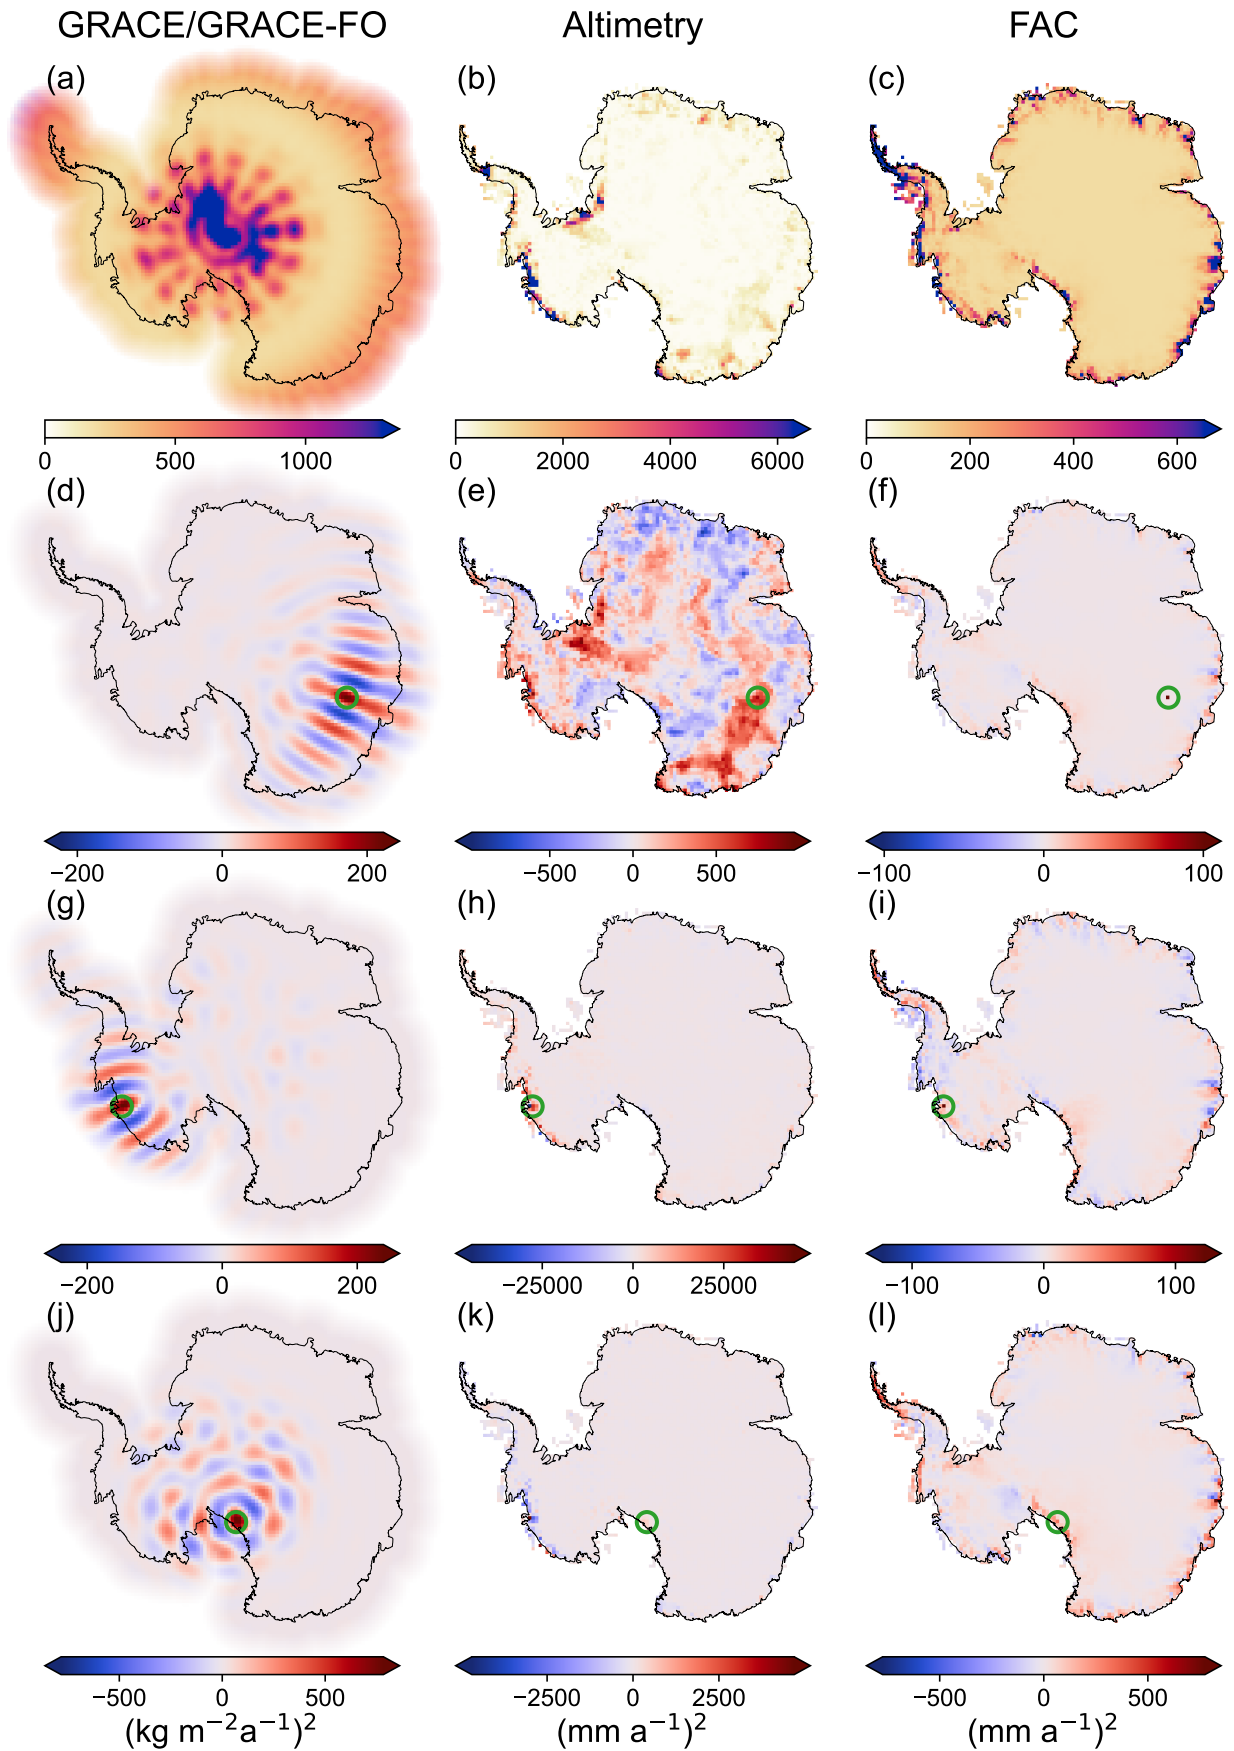 GRACE/GRACE-FO Altimetry FAC
(a) (b) (c)
0 500 1000 0 2000 4000 6000 0 200 400 600
(d) (e) (f)
−200 0 200 −500 0 500 −100 0 100
(g) (h) (i)
−200 0 200 −25000 0 25000 −100 0 100
(j) (k) (l)
−500 0 500 −2500 0 2500 −500 0 500
(kg m⁻²a⁻¹)² (mm a⁻¹)² (mm a⁻¹)²